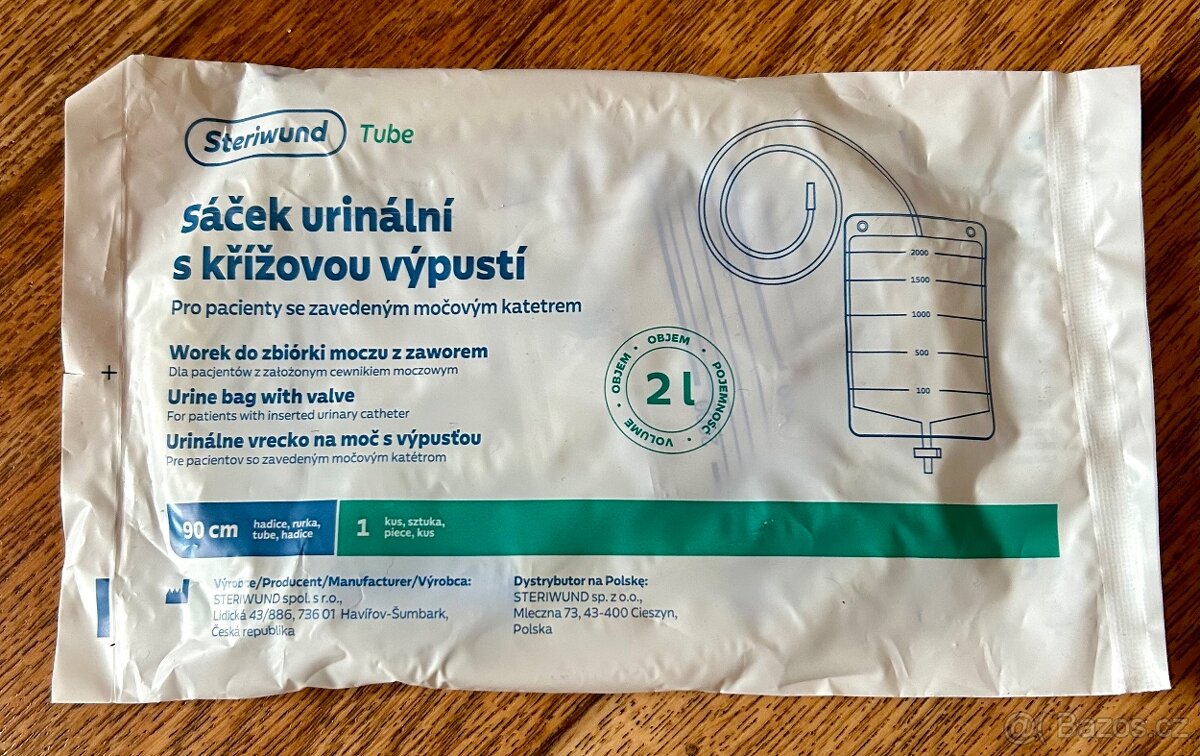 Steriwund Tube
sáček urinální
s křížovou výpustí
Pro pacienty se zavedeným močovým katetrem
Worek do zbiórki moczu z zaworem
Dla pacjentów z założonym cewnikiem moczowym
Urine bag with valve
For patients with inserted urinary catheter
Urinálne vrecko na moč s výpusťou
Pre pacientov so zavedeným močovým katétrom
OBJEM • OBJEM • POJEMNOŚĆ • VOLUME •
2 l
2000
1500
1000
500
100
90 cm
hadice, rurka,
tube, hadice
1
kus, sztuka,
piece, kus
Výrobce/Producent/Manufacturer/Výrobca:
STERIWUND spol. s r.o.,
Lidická 43/886, 736 01 Havířov-Šumbark,
Česká republika
Dystrybutor na Polskę:
STERIWUND sp. z o.o.,
Mleczna 73, 43-400 Cieszyn,
Polska
@( Bazos.cz